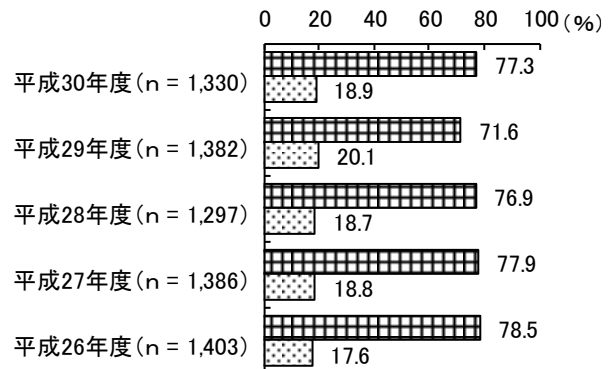 0 20 40 60 80 100 (%)
平成30年度(n = 1,330) 77.3
18.9
平成29年度(n = 1,382) 71.6
20.1
平成28年度(n = 1,297) 76.9
18.7
平成27年度(n = 1,386) 77.9
18.8
平成26年度(n = 1,403) 78.5
17.6